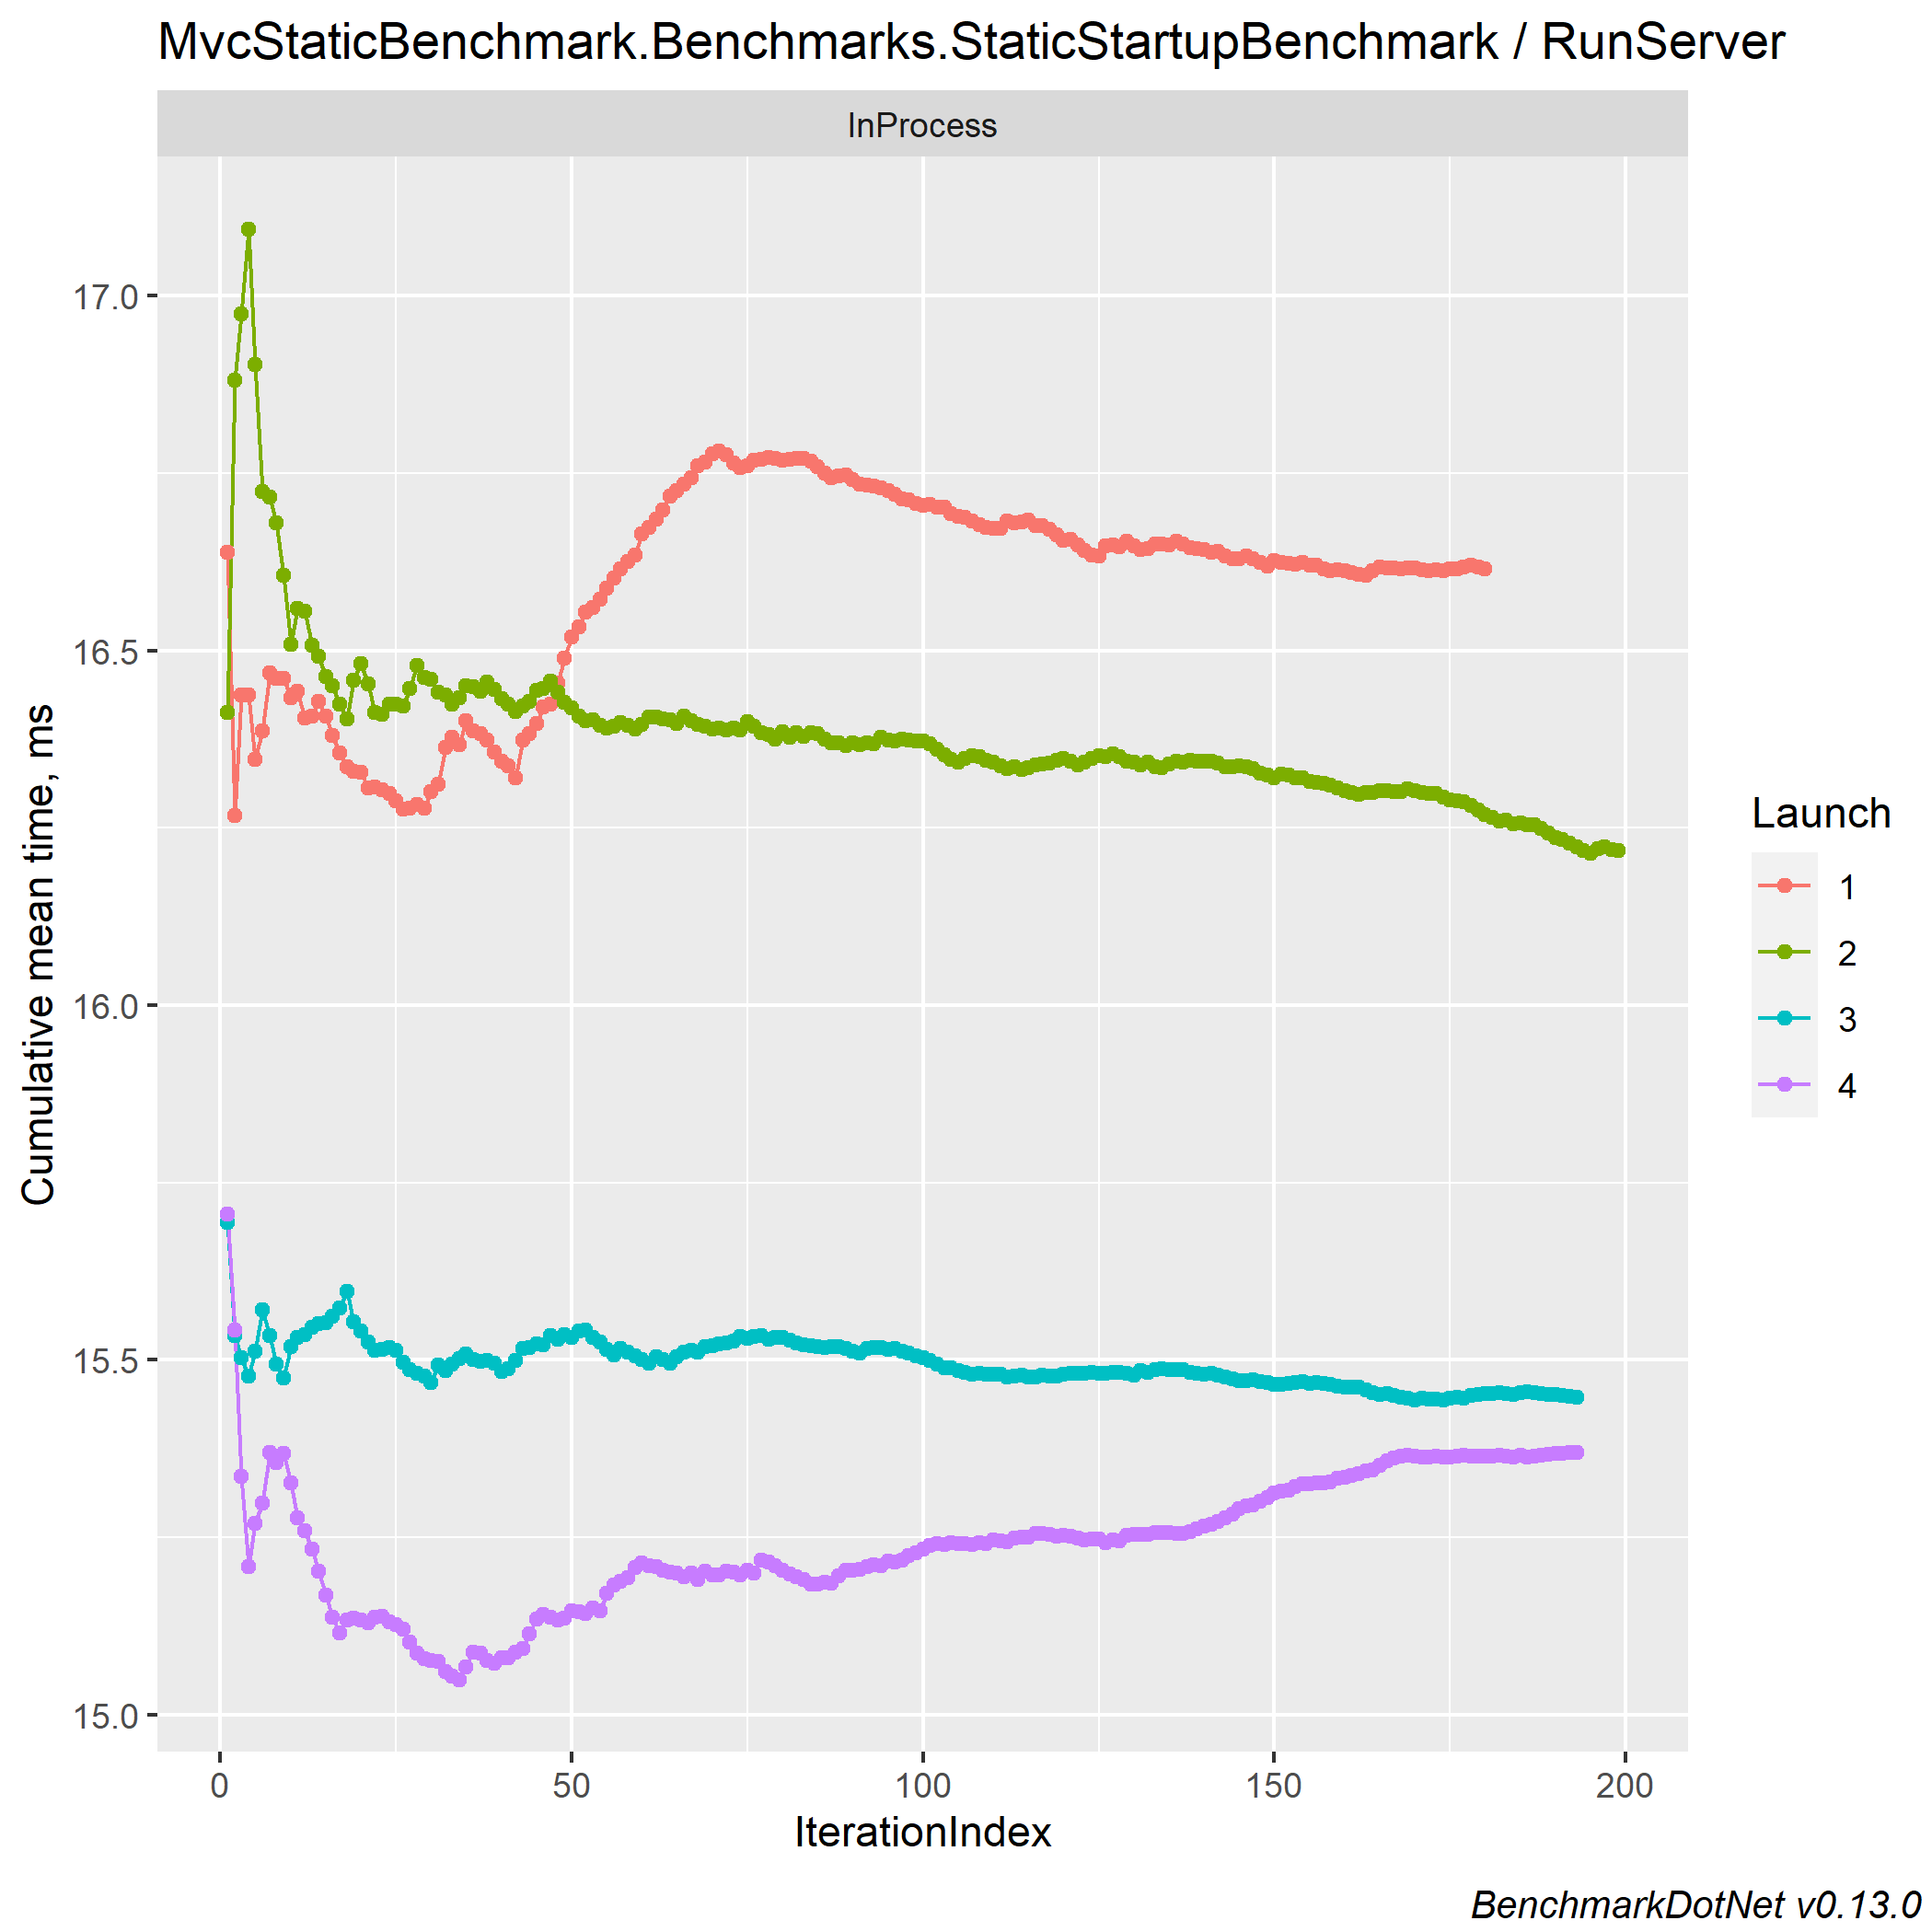 MvcStaticBenchmark.Benchmarks.StaticStartupBenchmark / RunServer
InProcess
Cumulative mean time, ms
17.0
16.5
16.0
15.5
15.0
0 50 100 150 200
IterationIndex
Launch
1
2
3
4
BenchmarkDotNet v0.13.0